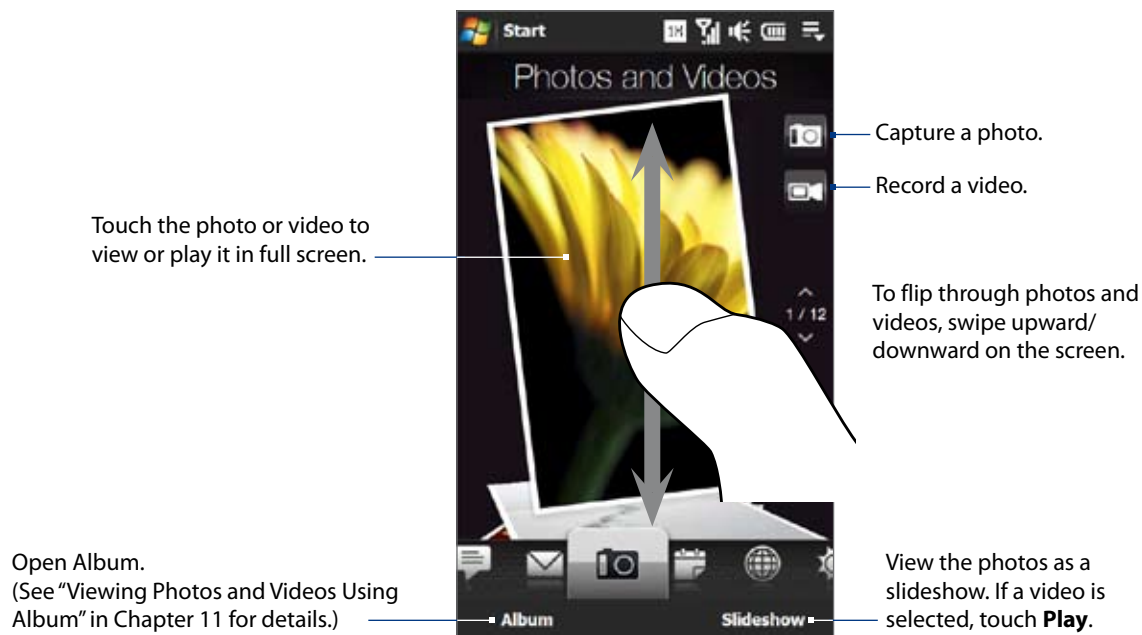 Start
1X
Photos and Videos
Capture a photo.
Record a video.
Touch the photo or video to
view or play it in full screen.
To flip through photos and
videos, swipe upward/
downward on the screen.
1 / 12
Open Album.
(See “Viewing Photos and Videos Using
Album” in Chapter 11 for details.)
View the photos as a
slideshow. If a video is
selected, touch Play.
Album
Slideshow